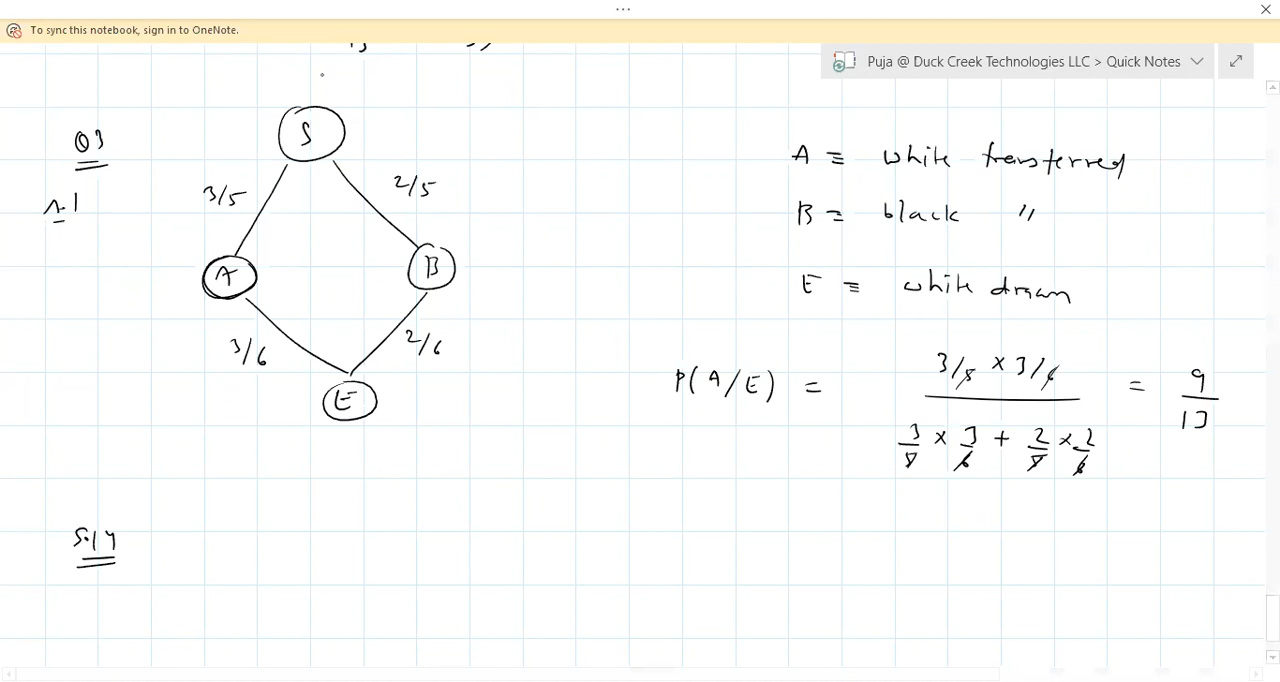 To sync this notebook, sign in to OneNote.
Puja @ Duck Creek Technologies LLC > Quick Notes
Q3
S
A ≡ white transferred
3/5 2/5
B = black "
A B
E ≡ white drawn
3/6 2/6
E
P(A/E) = 3/5 × 3/6 = 9
3/5 × 3/6 + 2/5 × 2/6 13
5.14